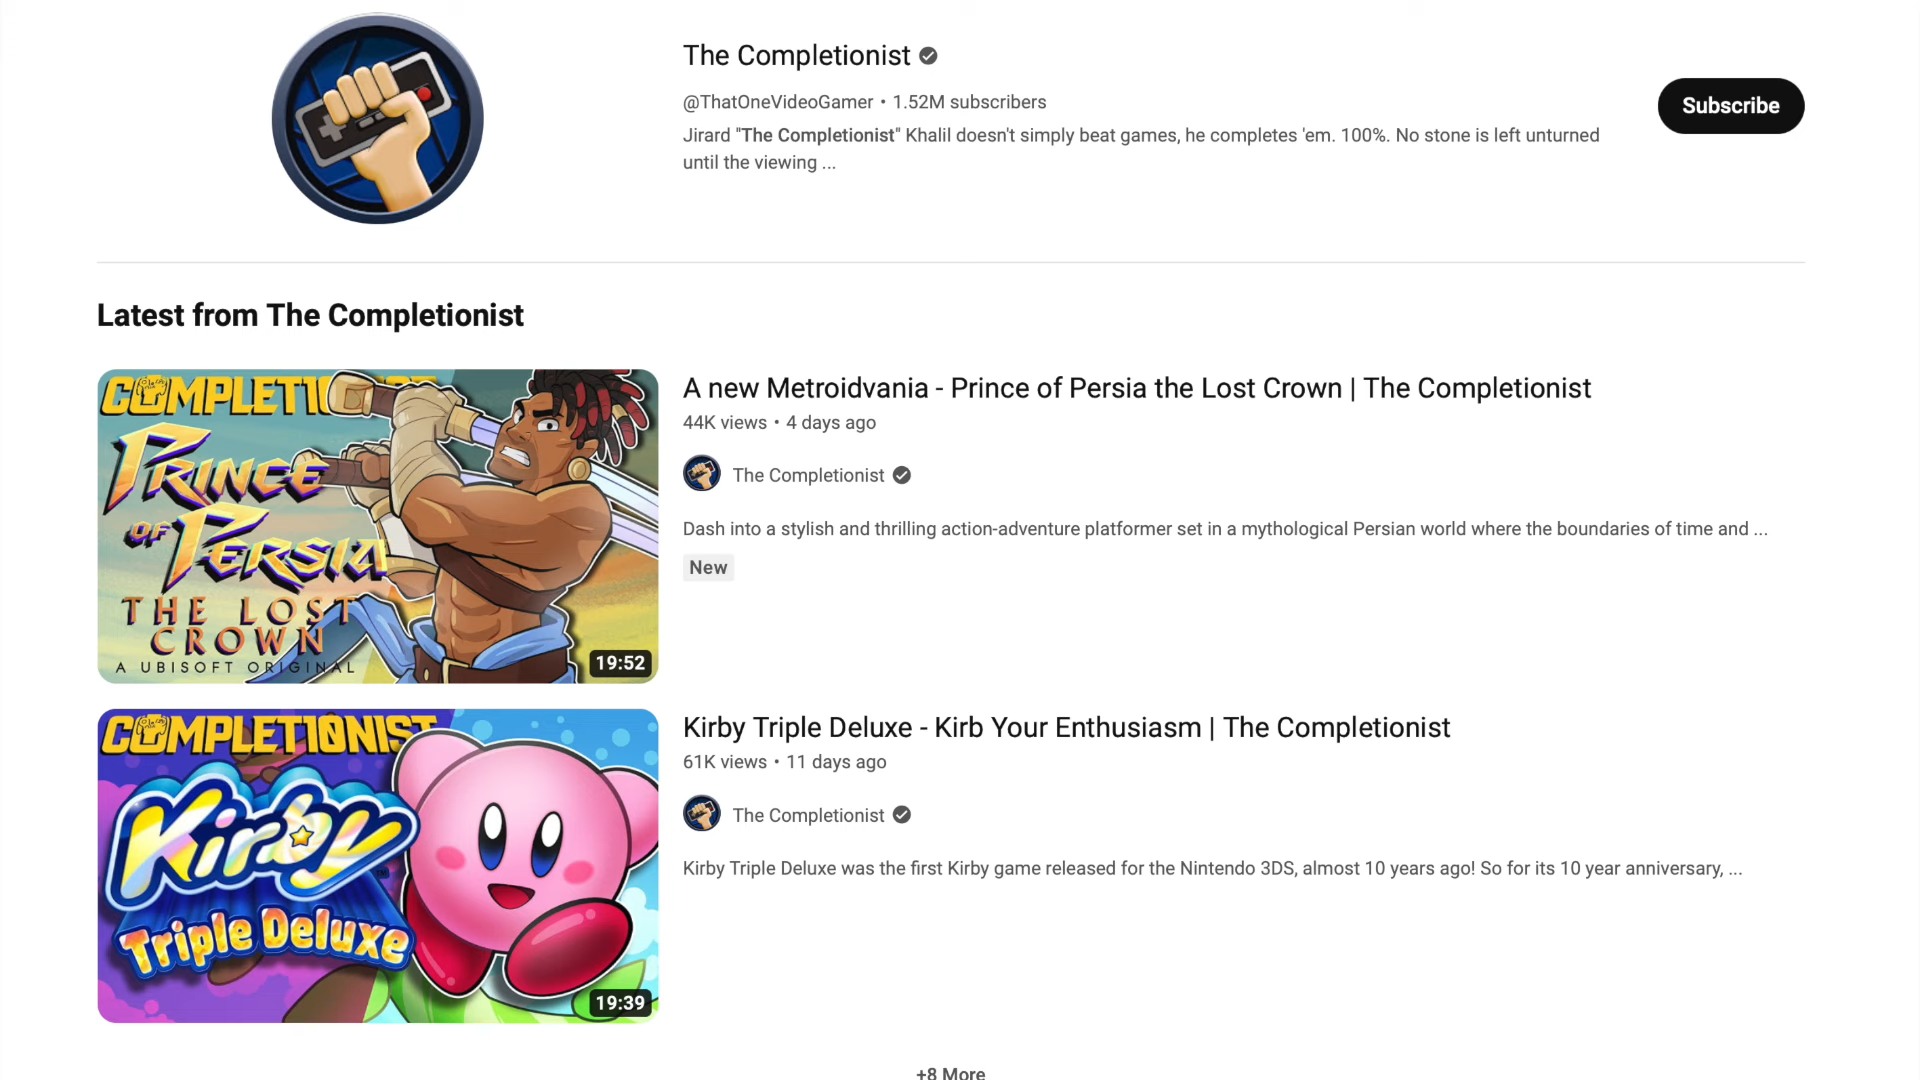 The Completionist
@ThatOneVideoGamer • 1.52M subscribers
Jirard "The Completionist" Khalil doesn't simply beat games, he completes 'em. 100%. No stone is left unturned
until the viewing ...
Subscribe
Latest from The Completionist
COMPLET10
PRINCE
OF PERSIA
THE LOST
CROWN
A UBISOFT ORIGINAL
19:52
A new Metroidvania - Prince of Persia the Lost Crown | The Completionist
44K views • 4 days ago
The Completionist
Dash into a stylish and thrilling action-adventure platformer set in a mythological Persian world where the boundaries of time and ...
New
COMPLET10NIST
Kirby
TM
Triple Deluxe
19:39
Kirby Triple Deluxe - Kirb Your Enthusiasm | The Completionist
61K views • 11 days ago
The Completionist
Kirby Triple Deluxe was the first Kirby game released for the Nintendo 3DS, almost 10 years ago! So for its 10 year anniversary, ...
+8 More